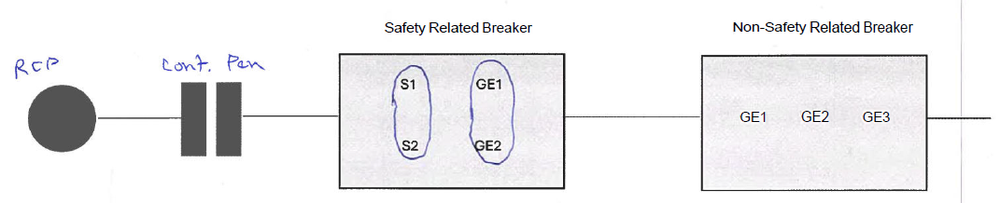 Safety Related Breaker
Non-Safety Related Breaker
RCP
Cont. Pen
S1 GE1
S2 GE2
GE1 GE2 GE3